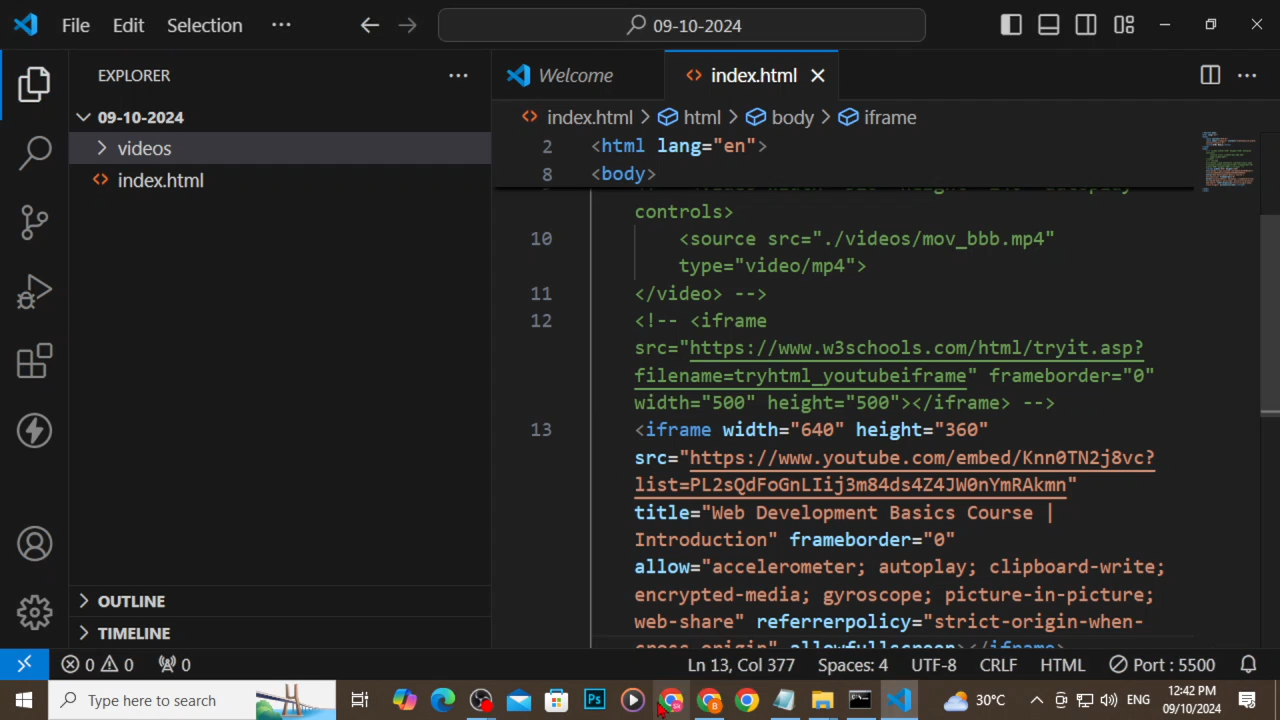 File Edit Selection ··· 09-10-2024
EXPLORER ···
Welcome
index.html
09-10-2024
index.html > html > body > iframe
videos
index.html
2 <html lang="en">
8 <body>
controls>
10 <source src="./videos/mov_bbb.mp4"
type="video/mp4">
11 </video> -->
12 <!-- <iframe
src="https://www.w3schools.com/html/tryit.asp?
filename=tryhtml_youtubeiframe" frameborder="0"
width="500" height="500"></iframe> -->
13 <iframe width="640" height="360"
src="https://www.youtube.com/embed/Knn0TN2j8vc?
list=PL2sQdFoGnLIij3m84ds4Z4JW0nYmRAkmn"
title="Web Development Basics Course |
Introduction" frameborder="0"
allow="accelerometer; autoplay; clipboard-write;
encrypted-media; gyroscope; picture-in-picture;
web-share" referrerpolicy="strict-origin-when-
cross-origin" allowfullscreen></iframe>
OUTLINE
TIMELINE
0 0 0
Ln 13, Col 377 Spaces: 4 UTF-8 CRLF HTML Port : 5500
Type here to search
Ps
30°C
ENG
12:42 PM
09/10/2024